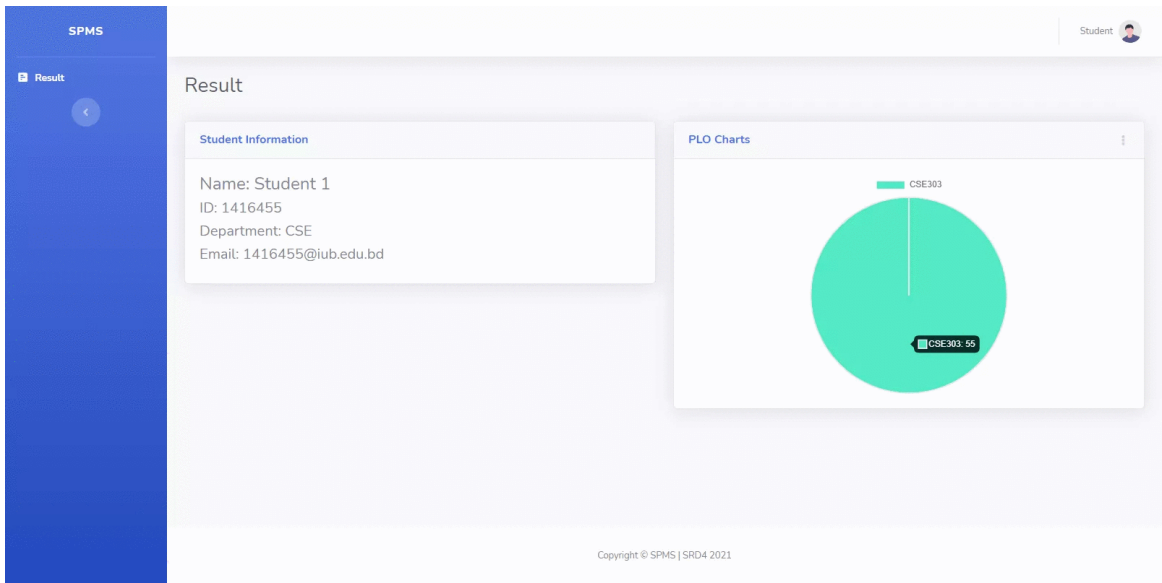 SPMS
Student
Result
Result
Student Information
Name: Student 1
ID: 1416455
Department: CSE
Email: 1416455@iub.edu.bd
PLO Charts
CSE303
CSE303: 55
Copyright © SPMS | SRD4 2021